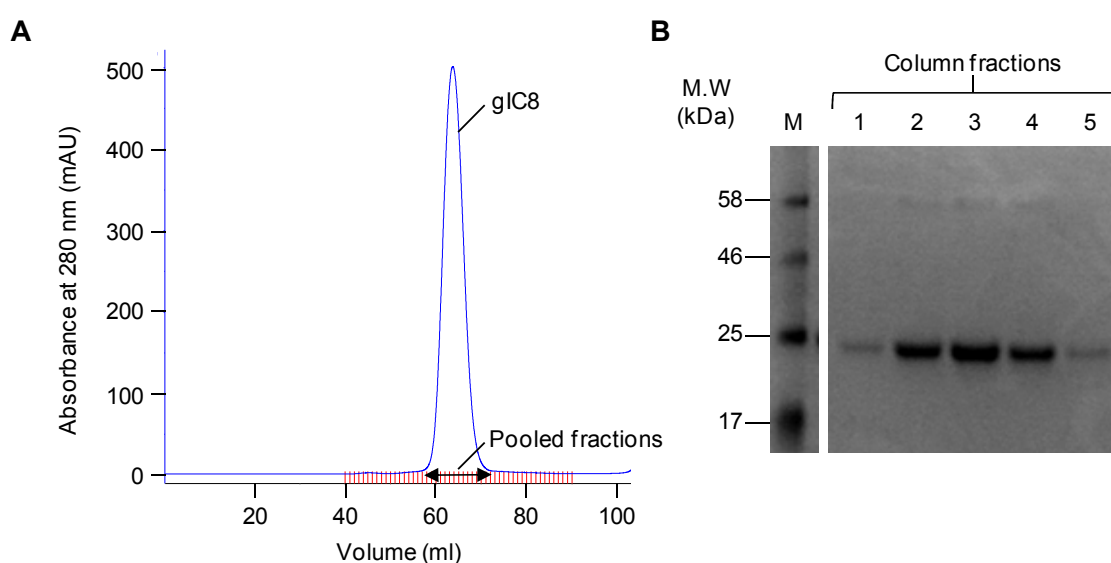 A
Absorbance at 280 nm (mAU)
500
400
300
200
100
0
gIC8
Pooled fractions
20 40 60 80 100
Volume (ml)
B
Column fractions
M.W
(kDa)
M 1 2 3 4 5
58
46
25
17